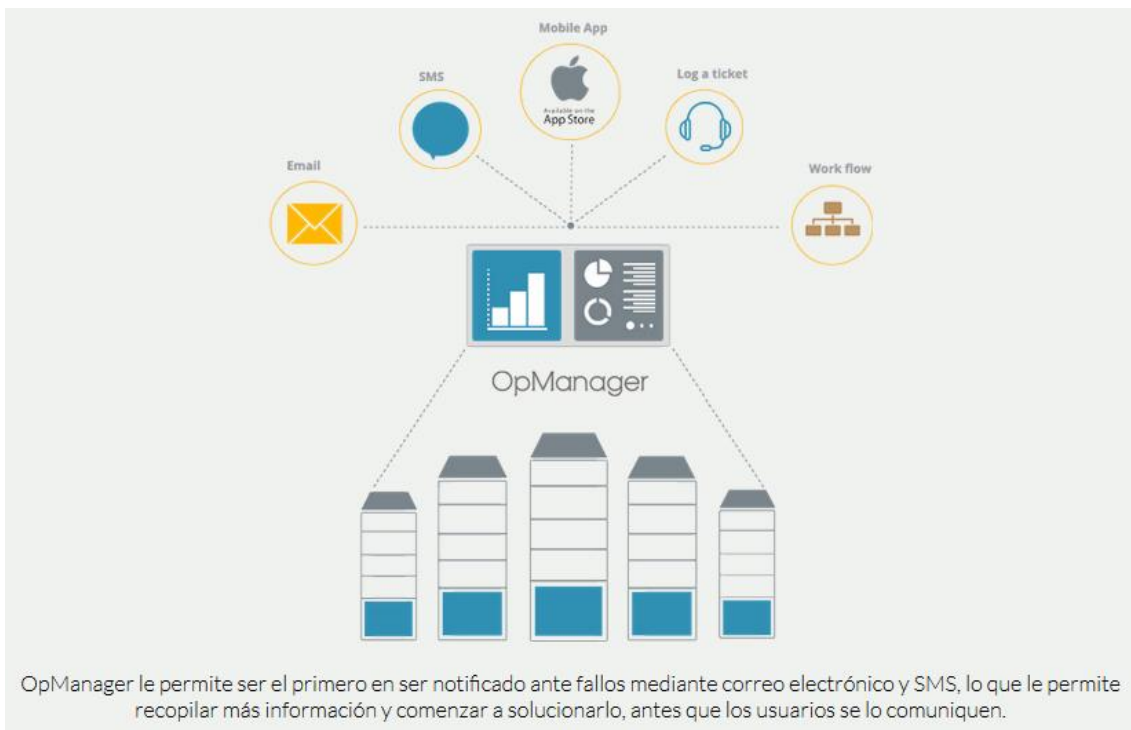 Mobile App
SMS
Log a ticket
Available on the
App Store
Email
Work flow
OpManager
OpManager le permite ser el primero en ser notificado ante fallos mediante correo electrónico y SMS, lo que le permite
recopilar más información y comenzar a solucionarlo, antes que los usuarios se lo comuniquen.